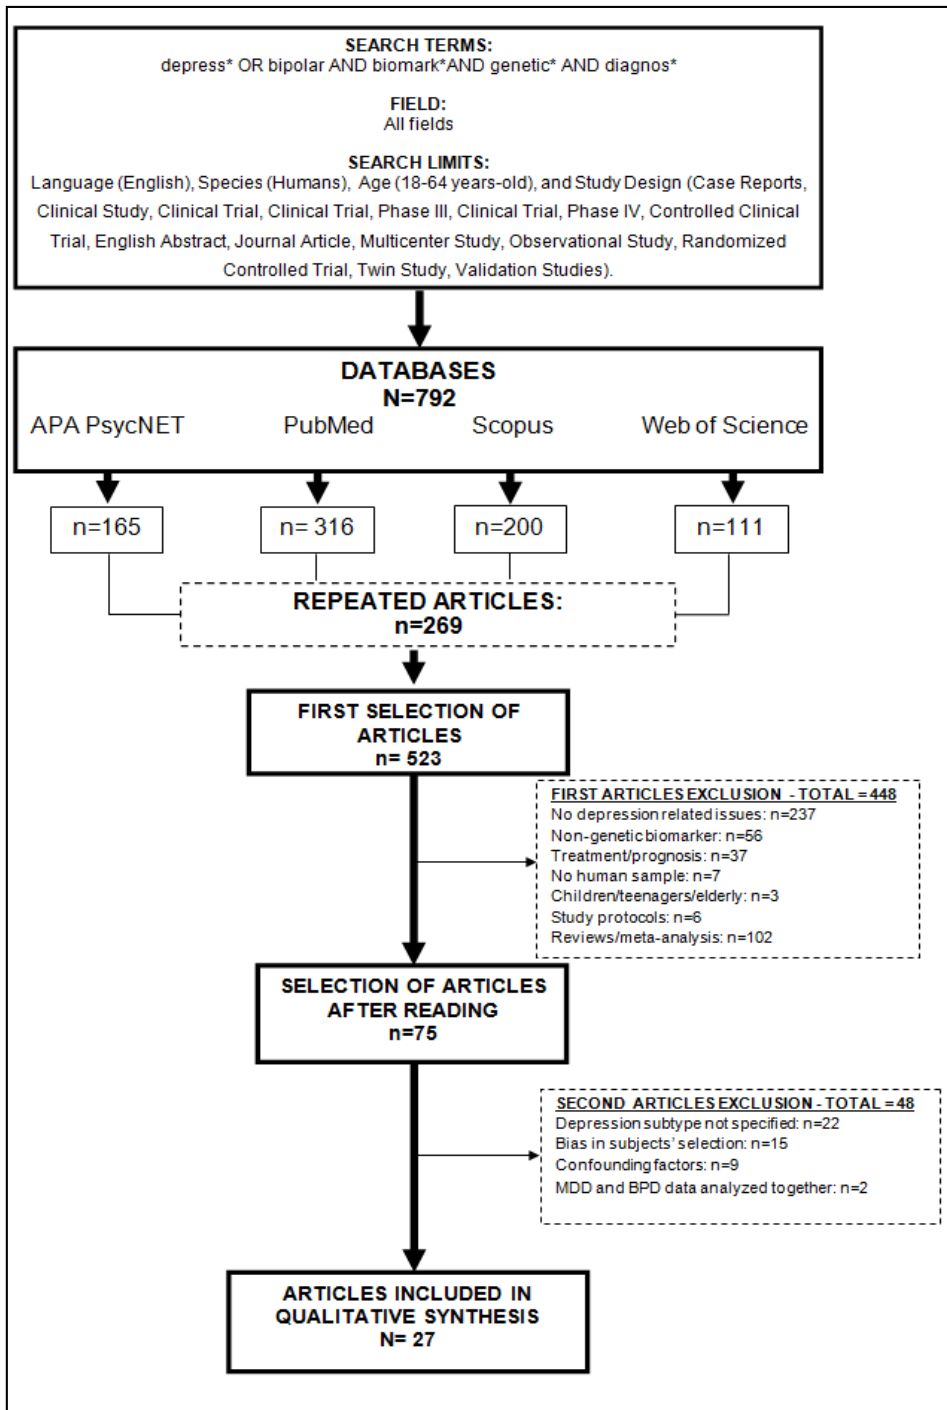 SEARCH TERMS:
depress* OR bipolar AND biomark*AND genetic* AND diagnos*
FIELD:
All fields
SEARCH LIMITS:
Language (English), Species (Humans), Age (18-64 years-old), and Study Design (Case Reports,
Clinical Study, Clinical Trial, Clinical Trial, Phase III, Clinical Trial, Phase IV, Controlled Clinical
Trial, English Abstract, Journal Article, Multicenter Study, Observational Study, Randomized
Controlled Trial, Twin Study, Validation Studies).
DATABASES
N=792
APA PsycNET PubMed Scopus Web of Science
n=165 n= 316 n=200 n=111
REPEATED ARTICLES:
n=269
FIRST SELECTION OF
ARTICLES
n= 523
FIRST ARTICLES EXCLUSION - TOTAL = 448
No depression related issues: n=237
Non-genetic biomarker: n=56
Treatment/prognosis: n=37
No human sample: n=7
Children/teenagers/elderly: n=3
Study protocols: n=6
Reviews/meta-analysis: n=102
SELECTION OF ARTICLES
AFTER READING
n=75
SECOND ARTICLES EXCLUSION - TOTAL = 48
Depression subtype not specified: n=22
Bias in subjects' selection: n=15
Confounding factors: n=9
MDD and BPD data analyzed together: n=2
ARTICLES INCLUDED IN
QUALITATIVE SYNTHESIS
N= 27